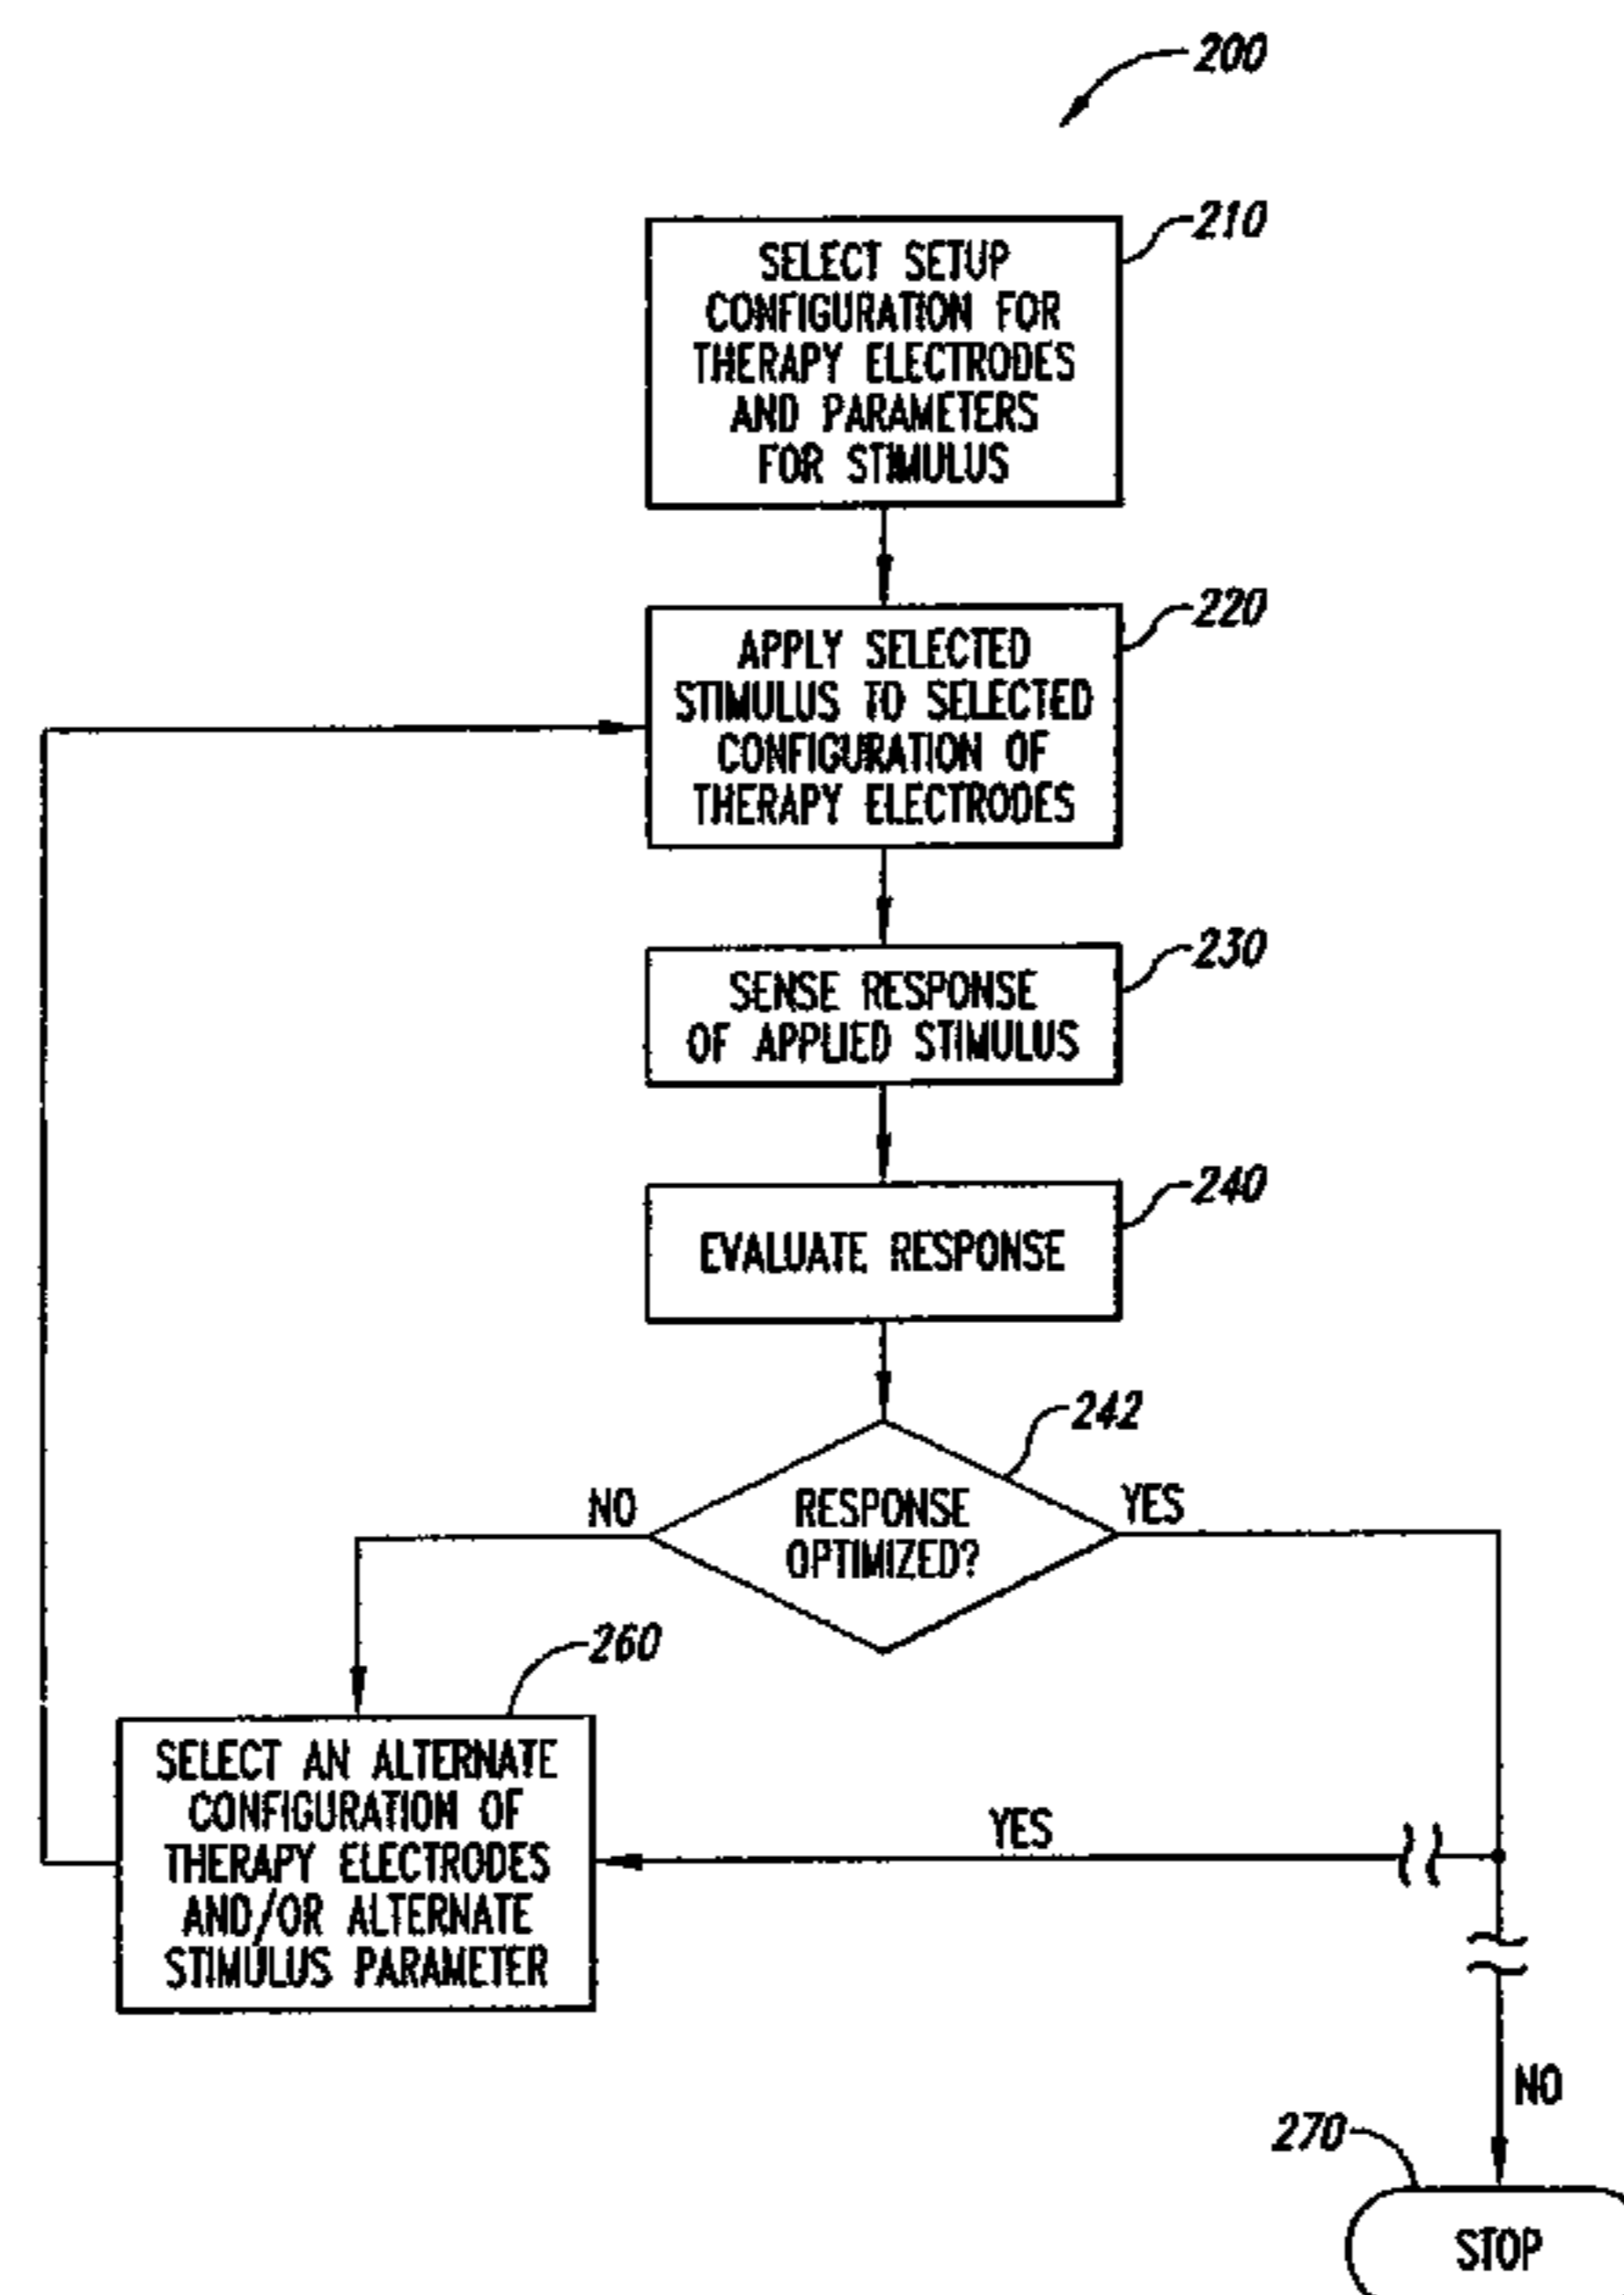 200
210
SELECT SETUP
CONFIGURATION FOR
THERAPY ELECTRODES
AND PARAMETERS
FOR STIMULUS
220
APPLY SELECTED
STIMULUS TO SELECTED
CONFIGURATION OF
THERAPY ELECTRODES
230
SENSE RESPONSE
OF APPLIED STIMULUS
240
EVALUATE RESPONSE
242
NO
RESPONSE
OPTIMIZED?
YES
260
SELECT AN ALTERNATE
CONFIGURATION OF
THERAPY ELECTRODES
AND/OR ALTERNATE
STIMULUS PARAMETER
YES
NO
270
STOP